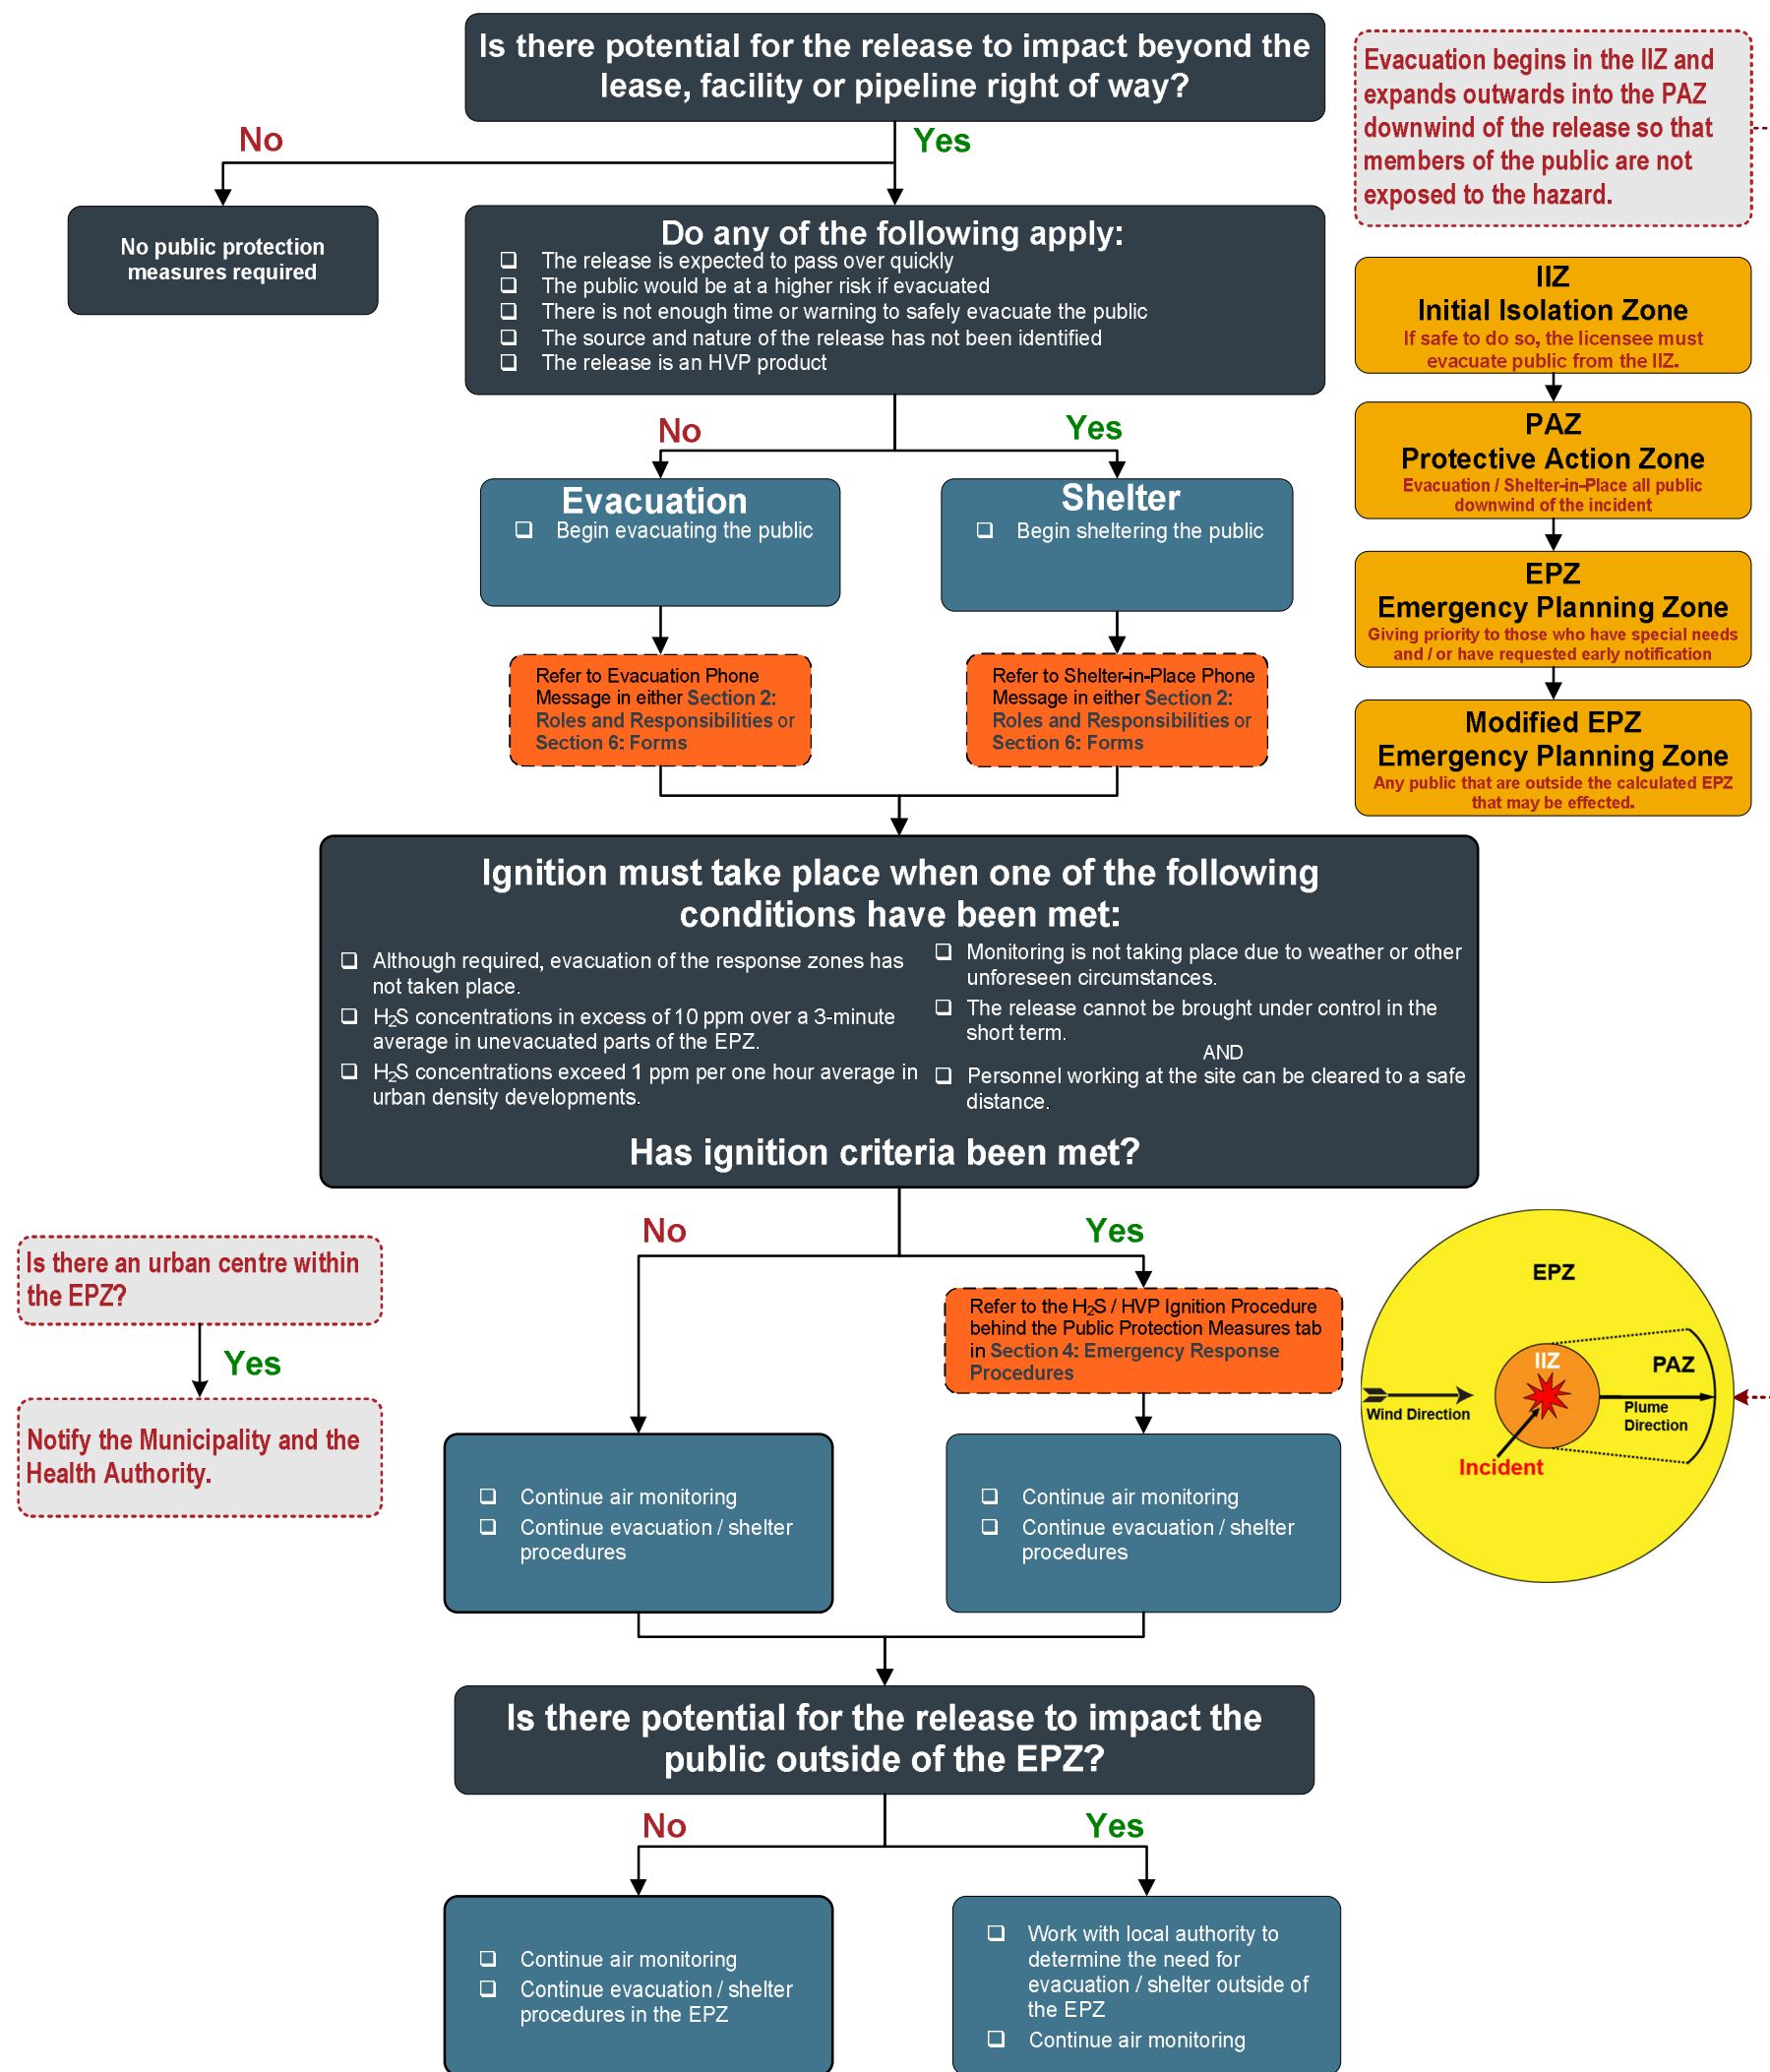 Is there potential for the release to impact beyond the
lease, facility or pipeline right of way?
No
Yes
No public protection
measures required
Do any of the following apply:
❑ The release is expected to pass over quickly
❑ The public would be at a higher risk if evacuated
❑ There is not enough time or warning to safely evacuate the public
❑ The source and nature of the release has not been identified
❑ The release is an HVP product
Evacuation begins in the IIZ and
expands outwards into the PAZ
downwind of the release so that
members of the public are not
exposed to the hazard.
IIZ
Initial Isolation Zone
If safe to do so, the licensee must
evacuate public from the IIZ.
PAZ
Protective Action Zone
Evacuation / Shelter-in-Place all public
downwind of the incident
EPZ
Emergency Planning Zone
Giving priority to those who have special needs
and / or have requested early notification
Modified EPZ
Emergency Planning Zone
Any public that are outside the calculated EPZ
that may be effected.
No
Yes
Evacuation
❑ Begin evacuating the public
Shelter
❑ Begin sheltering the public
Refer to Evacuation Phone
Message in either Section 2:
Roles and Responsibilities or
Section 6: Forms
Refer to Shelter-in-Place Phone
Message in either Section 2:
Roles and Responsibilities or
Section 6: Forms
Ignition must take place when one of the following
conditions have been met:
❑ Although required, evacuation of the response zones has
not taken place.
❑ H₂S concentrations in excess of 10 ppm over a 3-minute
average in unevacuated parts of the EPZ.
❑ H₂S concentrations exceed 1 ppm per one hour average in
urban density developments.
❑ Monitoring is not taking place due to weather or other
unforeseen circumstances.
❑ The release cannot be brought under control in the
short term.
AND
❑ Personnel working at the site can be cleared to a safe
distance.
Has ignition criteria been met?
No
Yes
Is there an urban centre within
the EPZ?
Yes
Notify the Municipality and the
Health Authority.
Refer to the H₂S / HVP Ignition Procedure
behind the Public Protection Measures tab
in Section 4: Emergency Response
Procedures
❑ Continue air monitoring
❑ Continue evacuation / shelter
procedures
❑ Continue air monitoring
❑ Continue evacuation / shelter
procedures
EPZ
IIZ
PAZ
Wind Direction
Plume
Direction
Incident
Is there potential for the release to impact the
public outside of the EPZ?
No
Yes
❑ Continue air monitoring
❑ Continue evacuation / shelter
procedures in the EPZ
❑ Work with local authority to
determine the need for
evacuation / shelter outside of
the EPZ
❑ Continue air monitoring